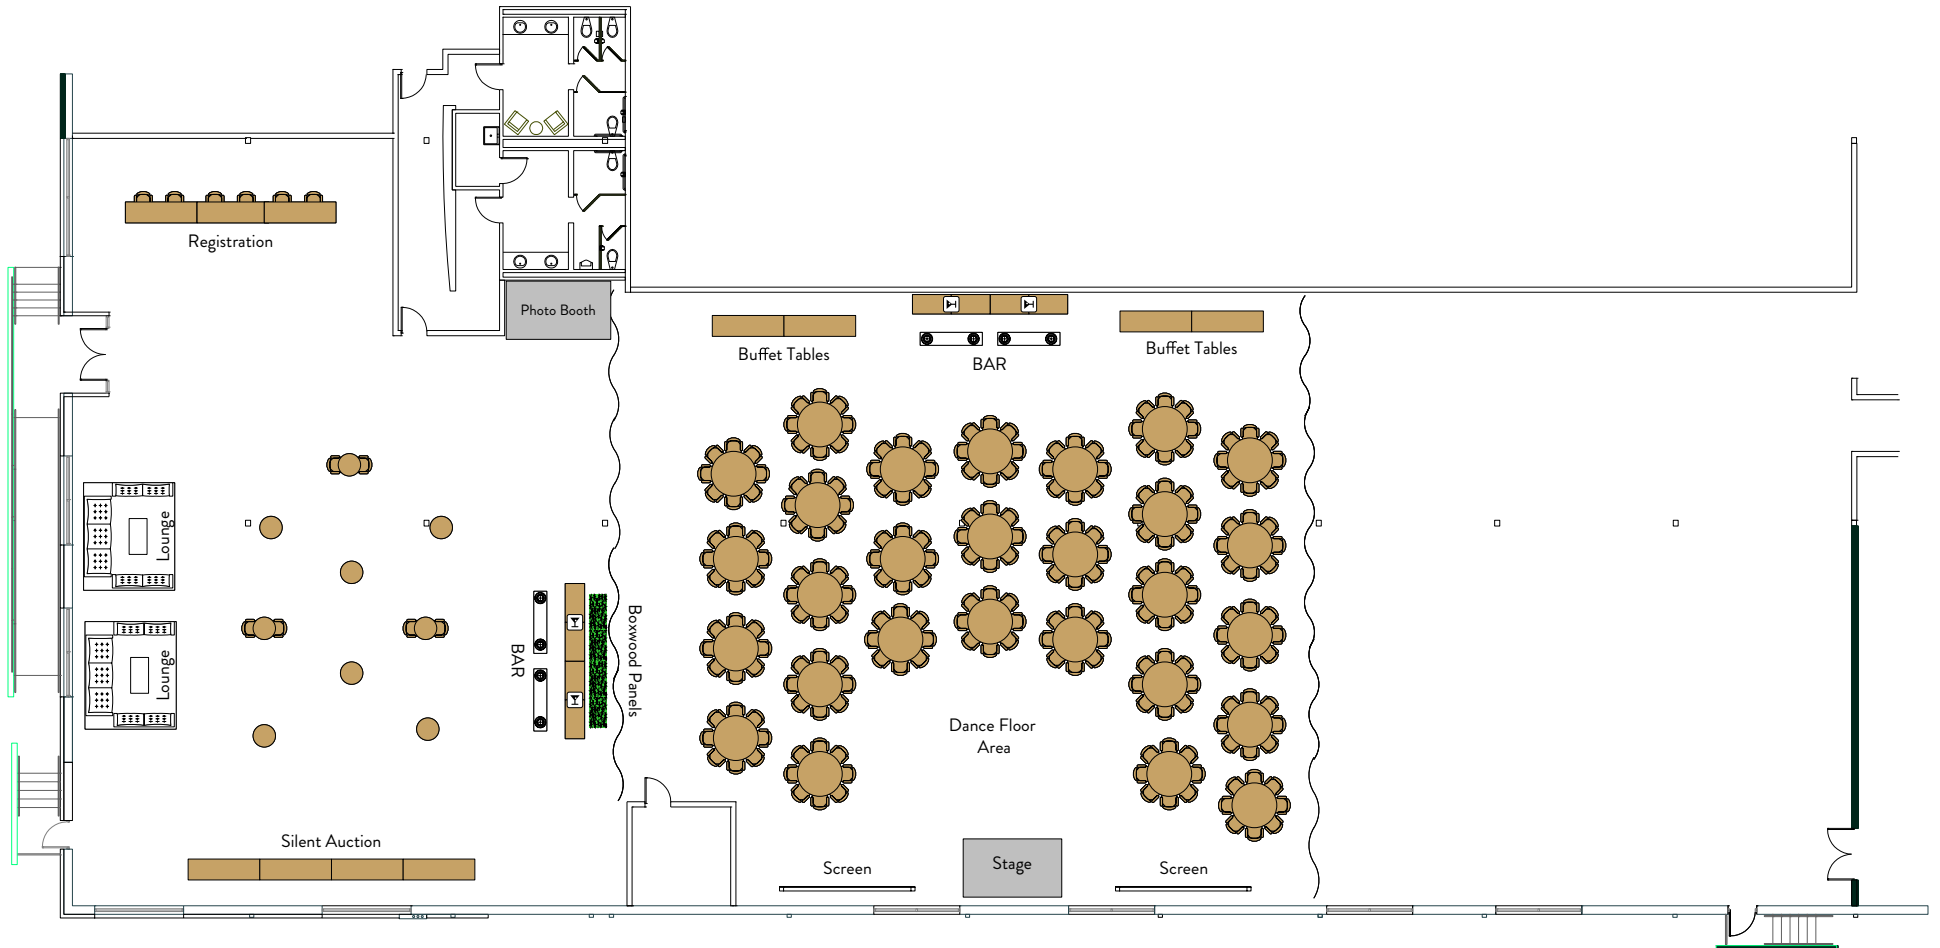 Registration
Photo Booth
Buffet Tables
BAR
Buffet Tables
Lounge
Lounge
BAR
Boxwood Panels
Dance Floor
Area
Silent Auction
Screen
Stage
Screen